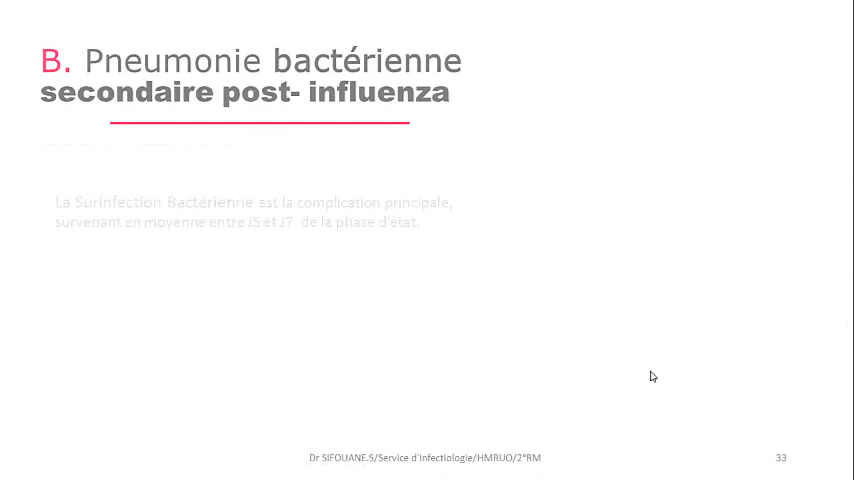 B. Pneumonie bactérienne
secondaire post- influenza
La Surinfection Bactérienne est la complication principale,
survenant en moyenne entre J5 et J7 de la phase d'état.
Dr SIFOUANE.S/Service d'Infectiologie/HMRUO/2°RM
33